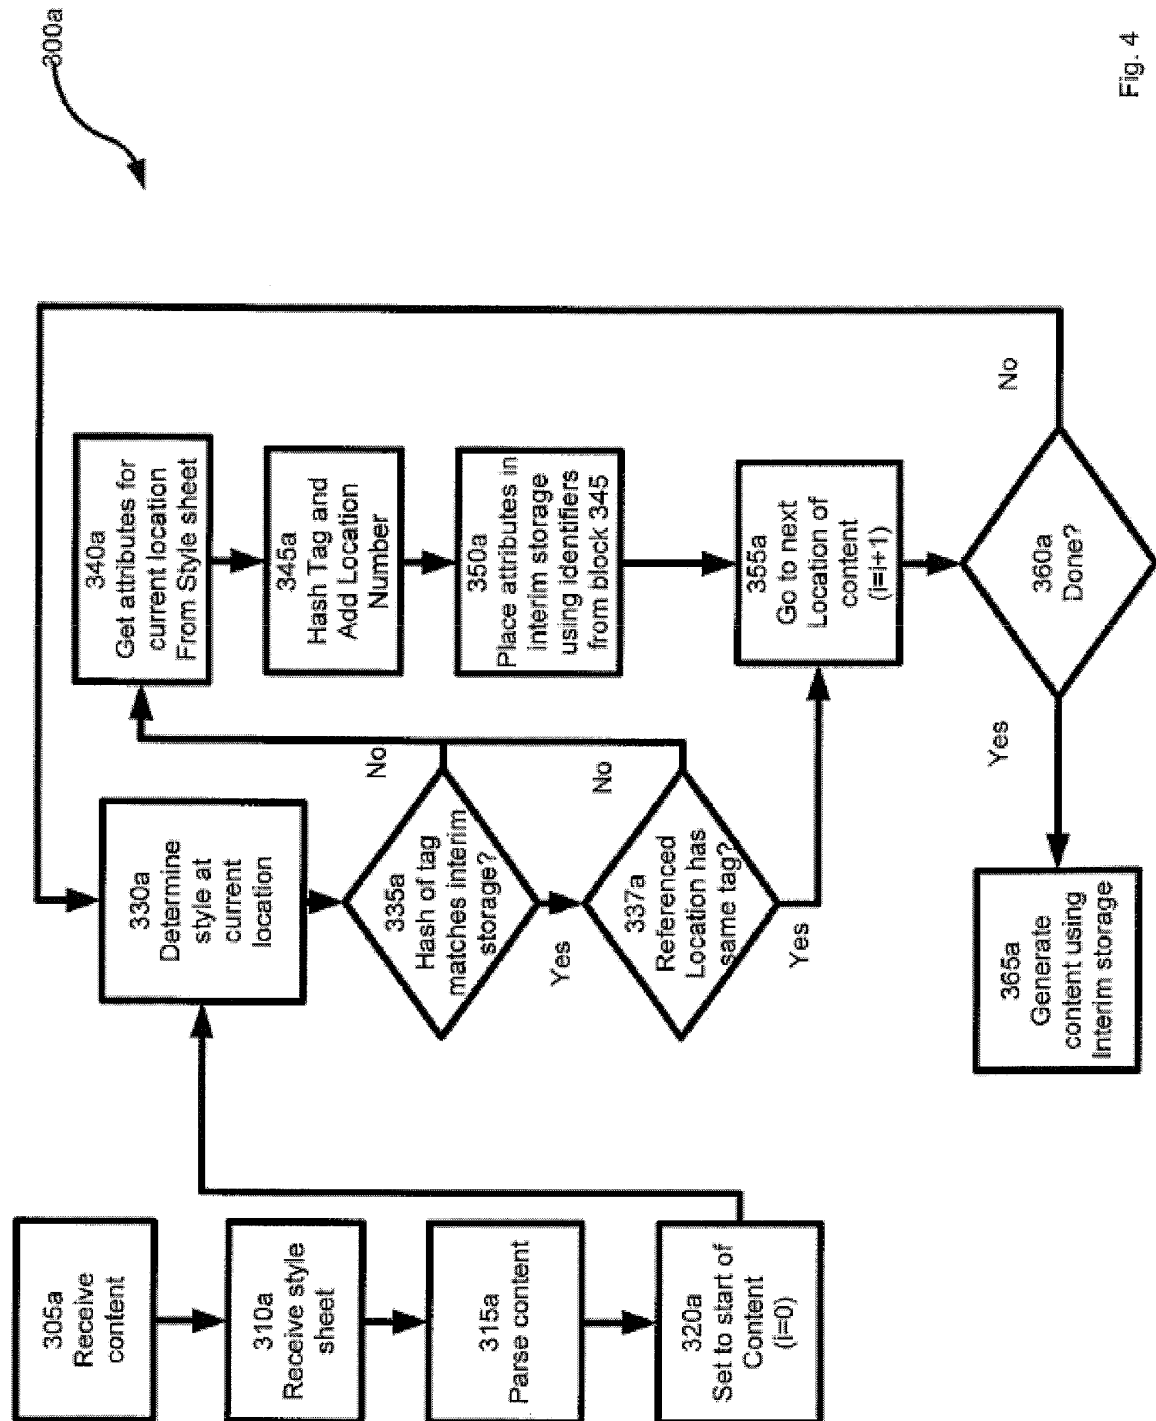 300a
305a
Receive
content
310a
Receive style
sheet
315a
Parse content
320a
Set to start of
Content
(i=0)
330a
Determine
style at
current
location
335a
Hash of tag
matches interim
storage?
No
Yes
337a
Referenced
Location has
same tag?
No
Yes
340a
Get attributes for
current location
From Style sheet
345a
Hash Tag and
Add Location
Number
350a
Place attributes in
interim storage
using identifiers
from block 345
355a
Go to next
Location of
content
(i=i+1)
360a
Done?
No
Yes
365a
Generate
content using
Interim storage
Fig. 4